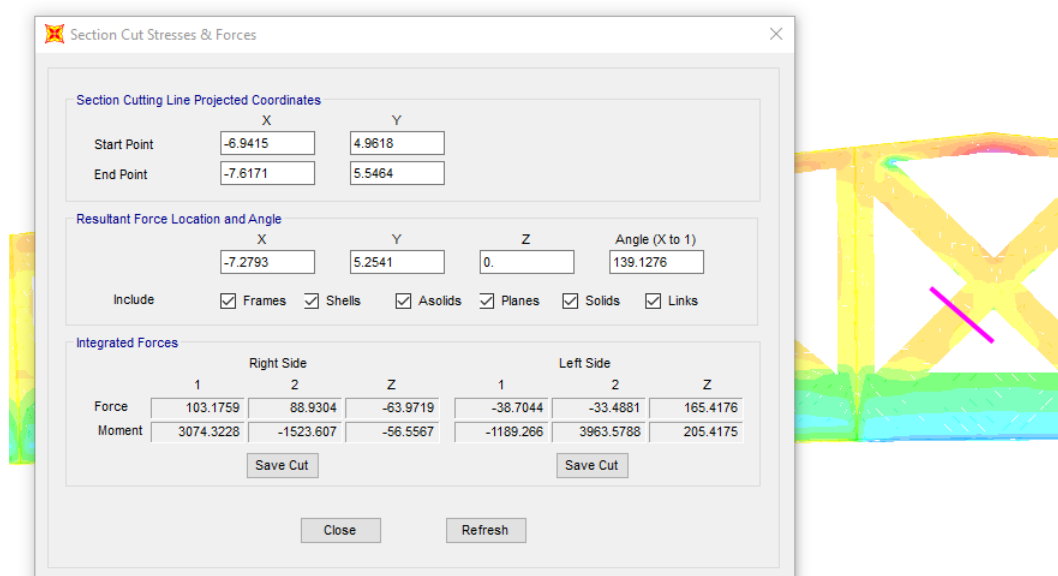 Section Cut Stresses & Forces
Section Cutting Line Projected Coordinates
X Y
Start Point -6.9415 4.9618
End Point -7.6171 5.5464
Resultant Force Location and Angle
X Y Z Angle (X to 1)
-7.2793 5.2541 0. 139.1276
Include Frames Shells Asolids Planes Solids Links
Integrated Forces
Right Side Left Side
1 2 Z 1 2 Z
Force 103.1759 88.9304 -63.9719 -38.7044 -33.4881 165.4176
Moment 3074.3228 -1523.607 -56.5567 -1189.266 3963.5788 205.4175
Save Cut Save Cut
Close Refresh